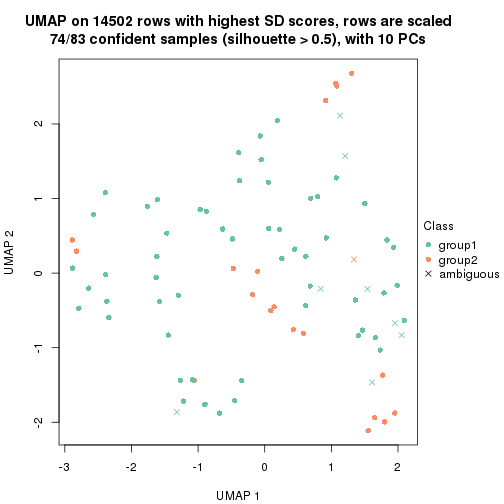 UMAP on 14502 rows with highest SD scores, rows are scaled
74/83 confident samples (silhouette > 0.5), with 10 PCs
UMAP 2
2
1
0
-1
-2
-3
-2
-1
0
1
2
UMAP 1
Class
group1
group2
ambiguous